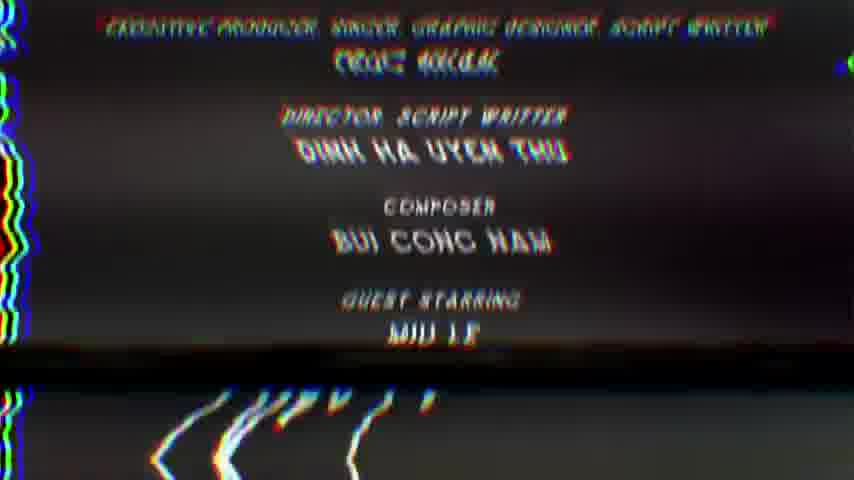 EXECUTIVE PRODUCER, SINGER, GRAPHIC DESIGNER, SCRIPT WRITTER
DIRECTOR, SCRIPT WRITTER
DINH HA UYEN THU
COMPOSER
BUI CONG NAM
GUEST STARRING
MIU LE